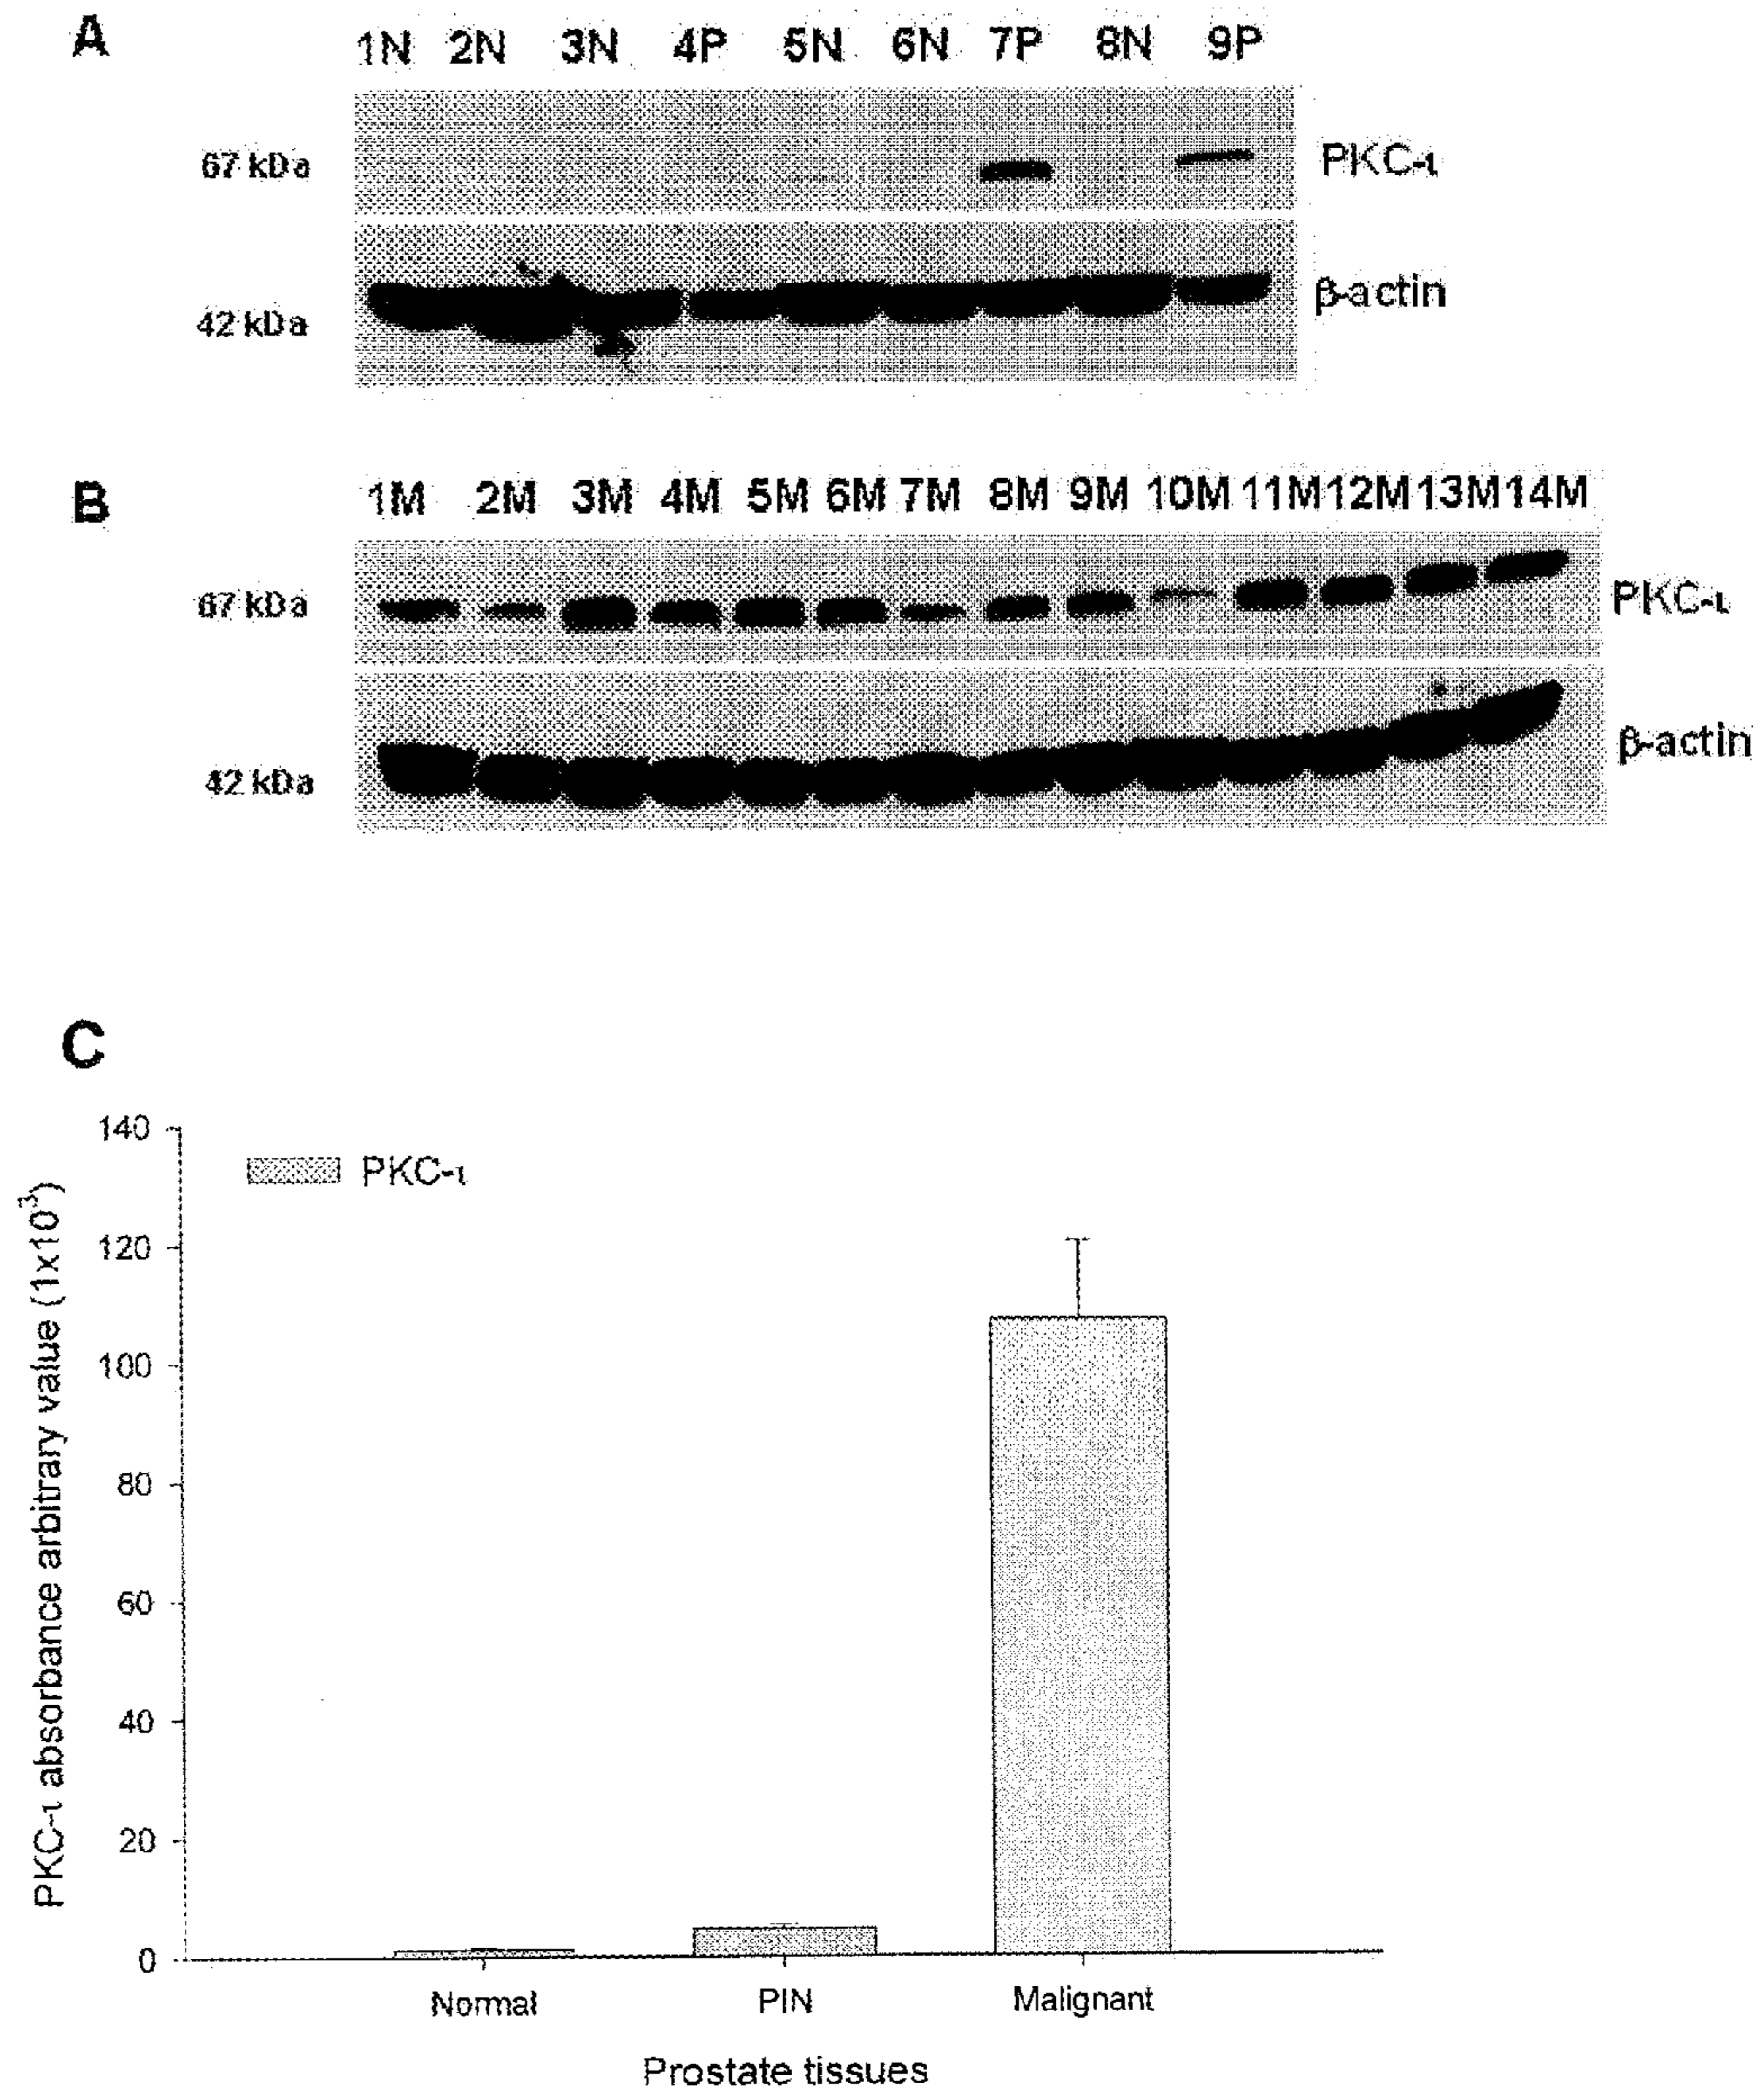 A
1N 2N 3N 4P 5N 6N 7P 8N 9P
67 kDa PKC-ι
42 kDa β-actin
B
1M 2M 3M 4M 5M 6M 7M 8M 9M 10M 11M 12M 13M 14M
67 kDa PKC-ι
42 kDa β-actin
C
PKC-ι absorbance arbitrary value (1x10³)
140
PKC-ι
120
100
80
60
40
20
0
Normal PIN Malignant
Prostate tissues